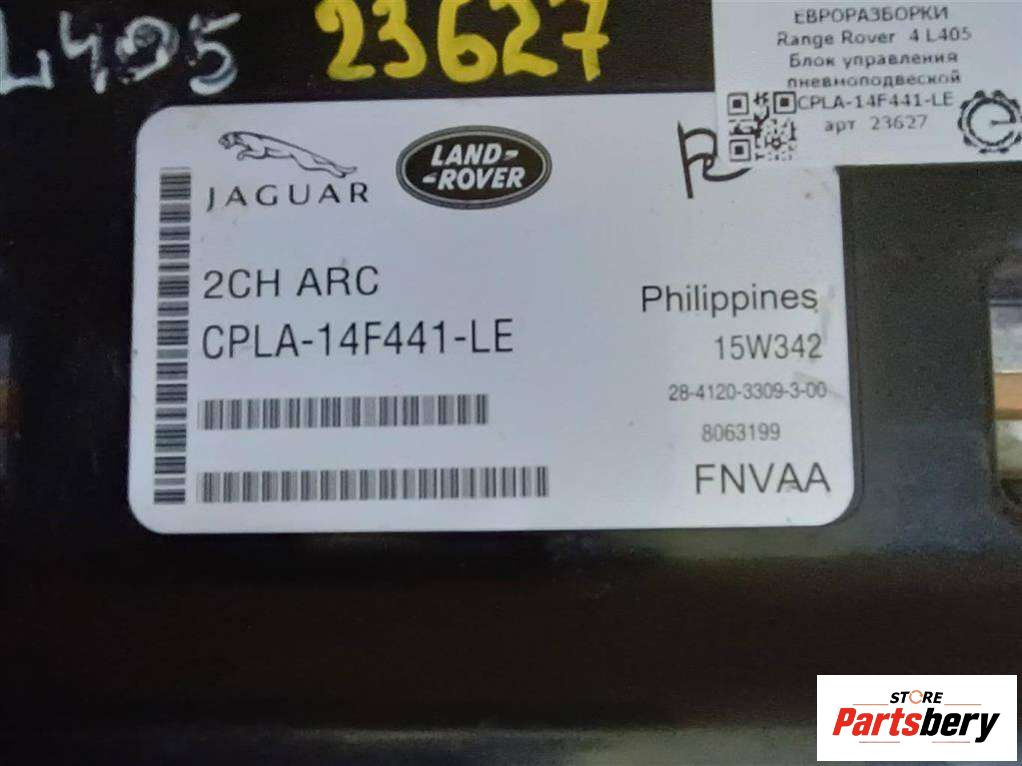 L405 23627
ЕВРОРАЗБОРКИ
Range Rover 4 L405
Блок управления
пневмоподвеской
CPLA-14F441-LE
арт 23627
JAGUAR
LAND-
-ROVER
2CH ARC
CPLA-14F441-LE
Philippines
15W342
28-4120-3309-3-00
8063199
FNVAA
STORE
Partsbery